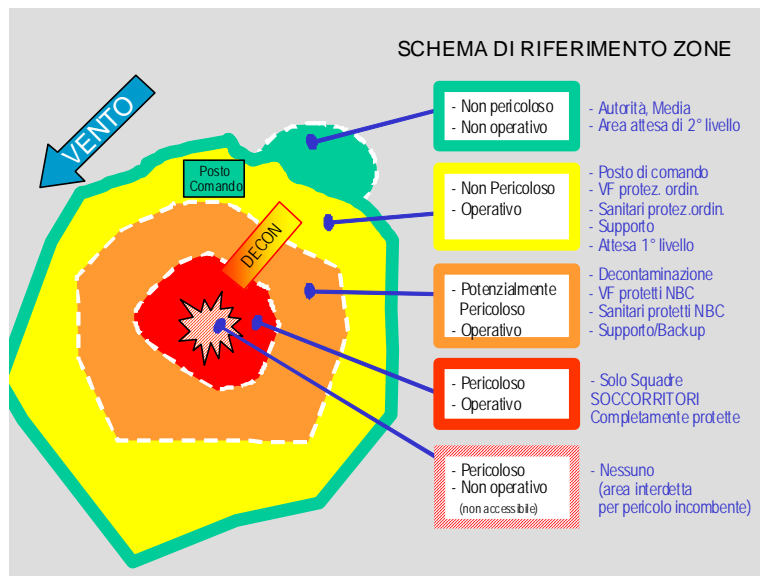 SCHEMA DI RIFERIMENTO ZONE
VENTO
Posto
Comando
DECON
- Non pericoloso
- Non operativo
- Autorità, Media
- Area attesa di 2° livello
- Non Pericoloso
- Operativo
- Posto di comando
- VF protez. ordin.
- Sanitari protez.ordin.
- Supporto
- Attesa 1° livello
- Potenzialmente
Pericoloso
- Operativo
- Decontaminazione
- VF protetti NBC
- Sanitari protetti NBC
- Supporto/Backup
- Pericoloso
- Operativo
- Solo Squadre
SOCCORRITORI
Completamente protette
- Pericoloso
- Non operativo
(non accessibile)
- Nessuno
(area interdetta
per pericolo incombente)